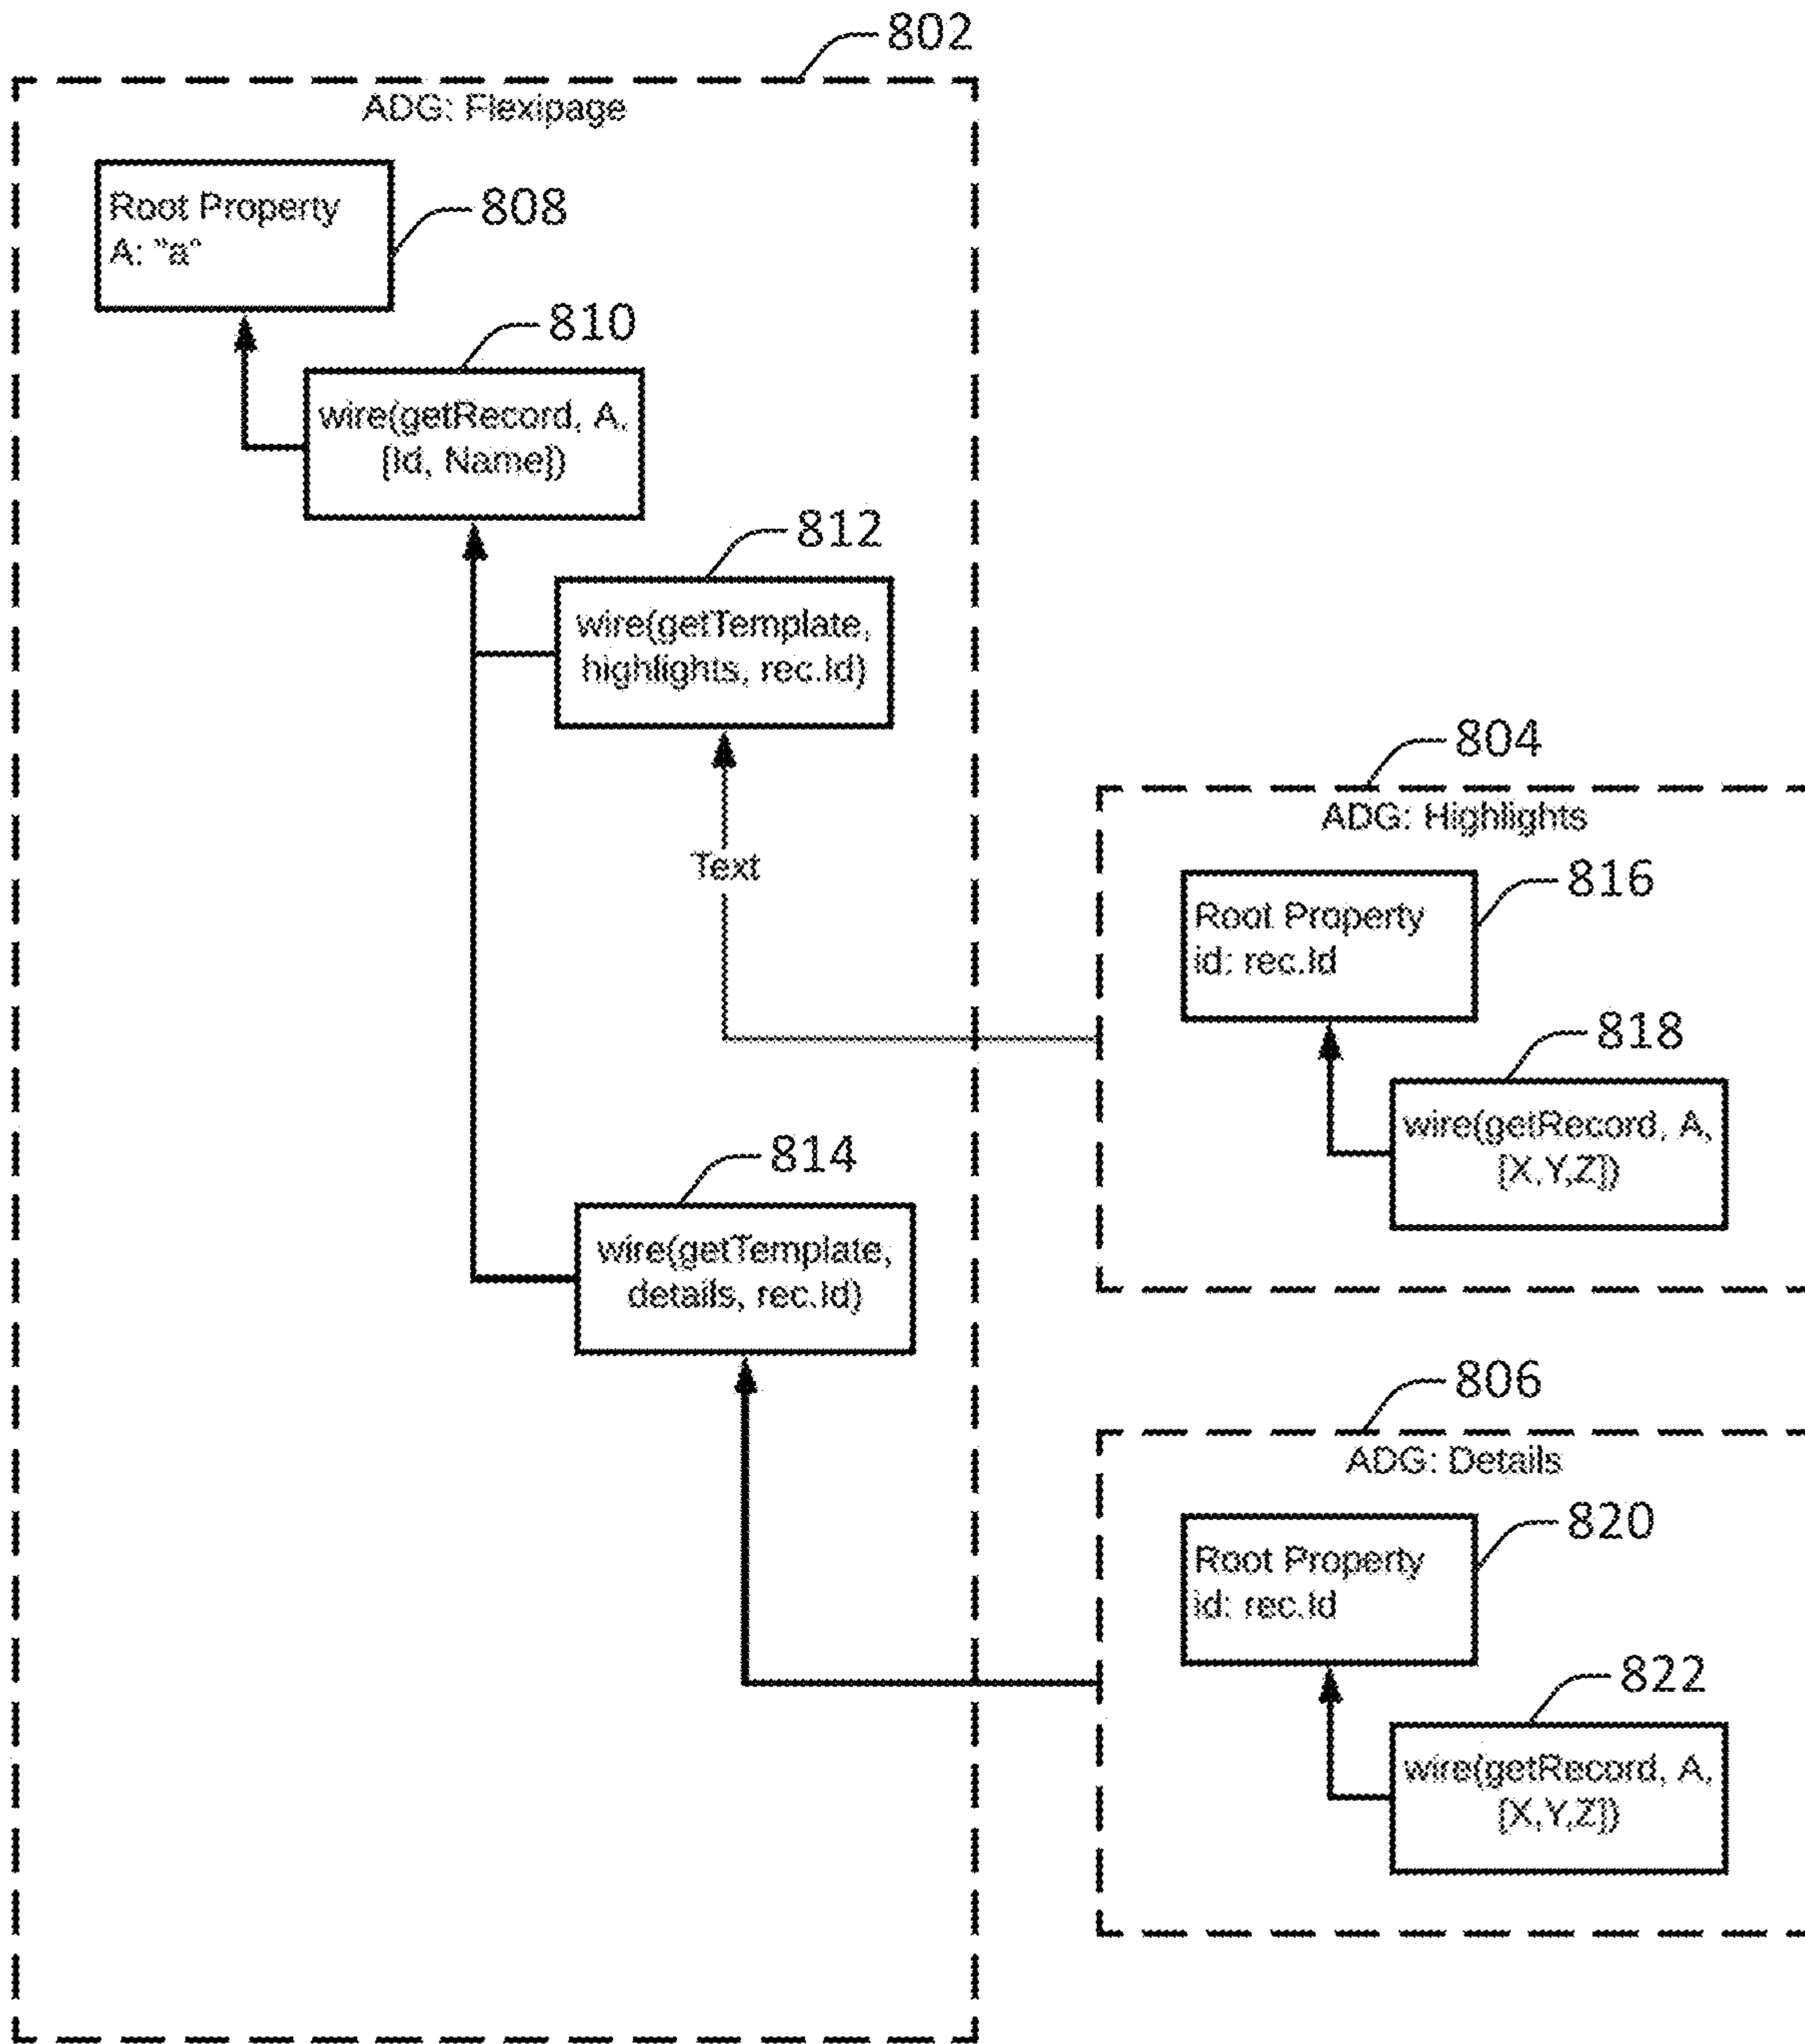 802
ADG: Flexipage
Root Property
A: "a"
808
810
wire(getRecord, A,
[Id, Name])
812
wire(getTemplate,
highlights, rec.Id)
Text
804
ADG: Highlights
Root Property
id: rec.Id
816
818
wire(getRecord, A,
[X,Y,Z])
814
wire(getTemplate,
details, rec.Id)
806
ADG: Details
Root Property
id: rec.Id
820
822
wire(getRecord, A,
[X,Y,Z])